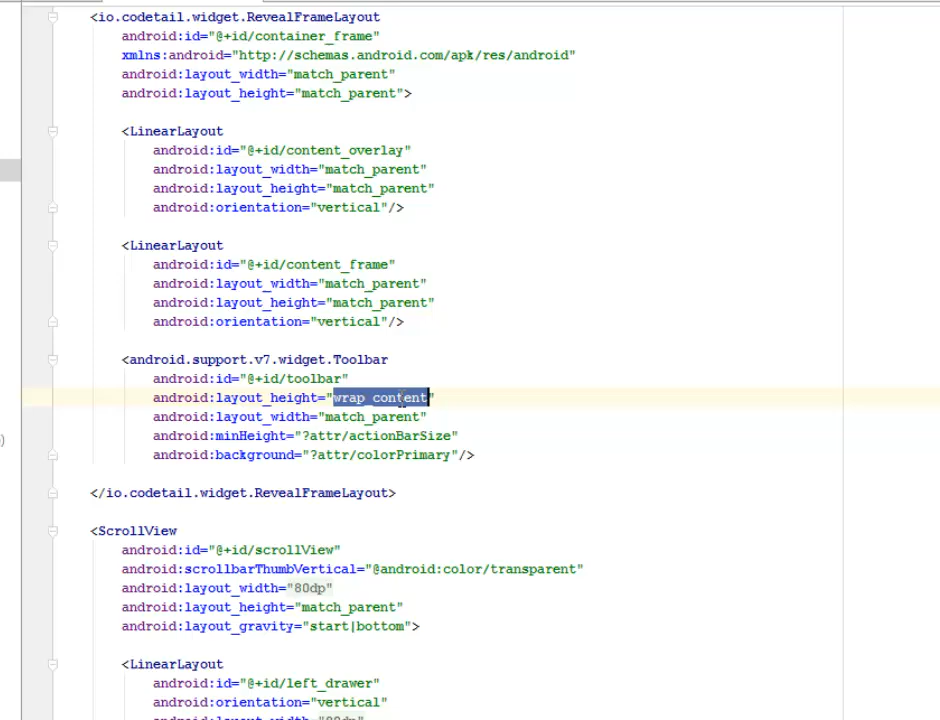 <io.codetail.widget.RevealFrameLayout
android:id="@+id/container_frame"
xmlns:android="http://schemas.android.com/apk/res/android"
android:layout_width="match_parent"
android:layout_height="match_parent">
<LinearLayout
android:id="@+id/content_overlay"
android:layout_width="match_parent"
android:layout_height="match_parent"
android:orientation="vertical"/>
<LinearLayout
android:id="@+id/content_frame"
android:layout_width="match_parent"
android:layout_height="match_parent"
android:orientation="vertical"/>
<android.support.v7.widget.Toolbar
android:id="@+id/toolbar"
android:layout_height="wrap_content"
android:layout_width="match_parent"
android:minHeight="?attr/actionBarSize"
android:background="?attr/colorPrimary"/>
</io.codetail.widget.RevealFrameLayout>
<ScrollView
android:id="@+id/scrollView"
android:scrollbarThumbVertical="@android:color/transparent"
android:layout_width="80dp"
android:layout_height="match_parent"
android:layout_gravity="start|bottom">
<LinearLayout
android:id="@+id/left_drawer"
android:orientation="vertical"
android:layout_width="80dp"